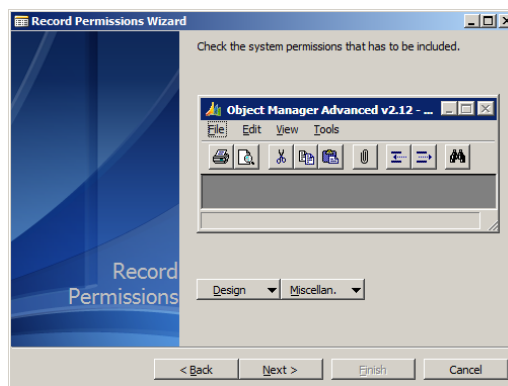 Record Permissions Wizard
Check the system permissions that has to be included.
Object Manager Advanced v2.12 - ...
File Edit View Tools
Record
Permissions
Design Miscellan.
< Back Next > Finish Cancel